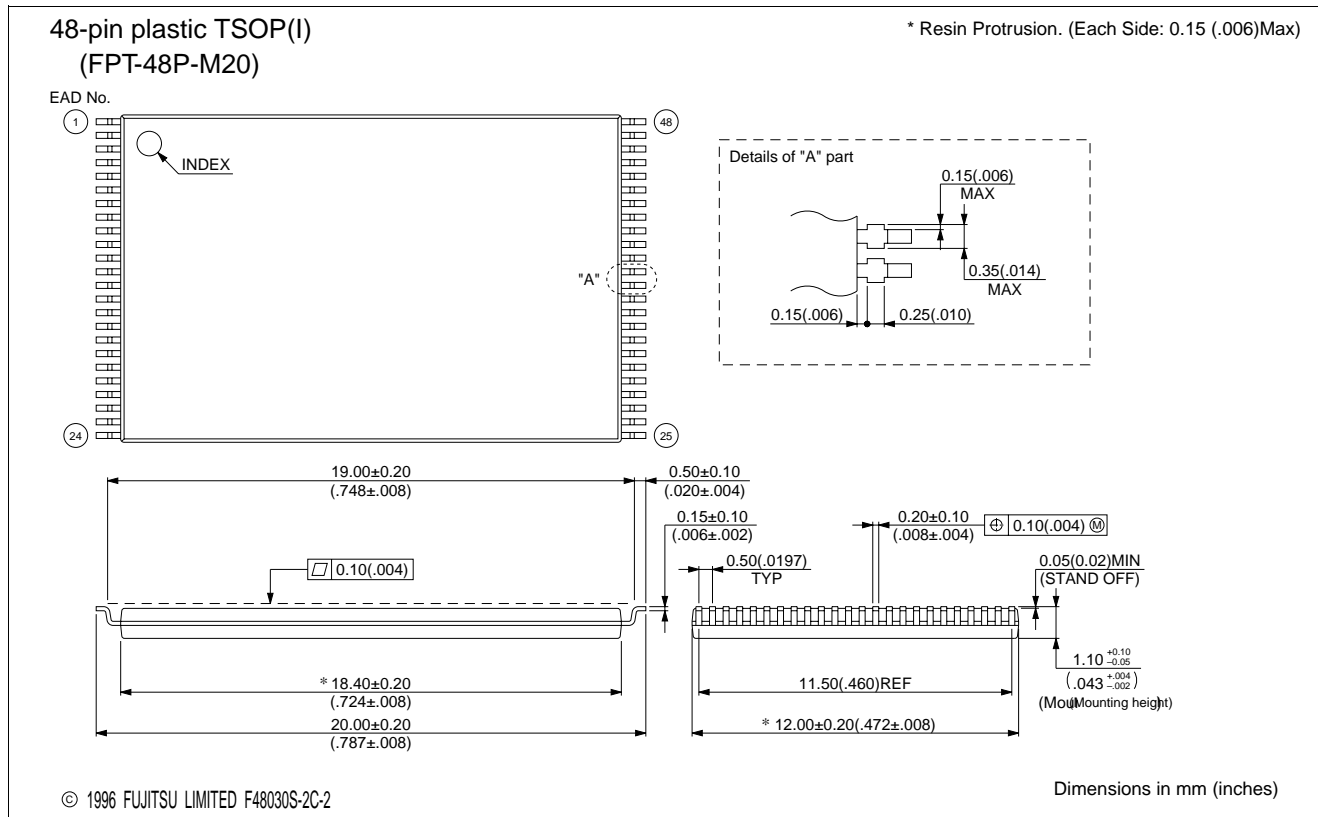 48-pin plastic TSOP(I)
(FPT-48P-M20)
* Resin Protrusion. (Each Side: 0.15 (.006)Max)
EAD No.
1
48
INDEX
"A"
24
25
Details of "A" part
0.15(.006)
MAX
0.35(.014)
MAX
0.15(.006)
0.25(.010)
19.00±0.20
(.748±.008)
0.50±0.10
(.020±.004)
0.15±0.10
(.006±.002)
0.20±0.10
(.008±.004)
0.10(.004) Ⓜ
0.10(.004)
0.50(.0197)
TYP
0.05(0.02)MIN
(STAND OFF)
1.10 +0.10 –0.05
(.043 +.004 –.002)
(Mounting height)
* 18.40±0.20
(.724±.008)
20.00±0.20
(.787±.008)
11.50(.460)REF
* 12.00±0.20(.472±.008)
© 1996 FUJITSU LIMITED F48030S-2C-2
Dimensions in mm (inches)